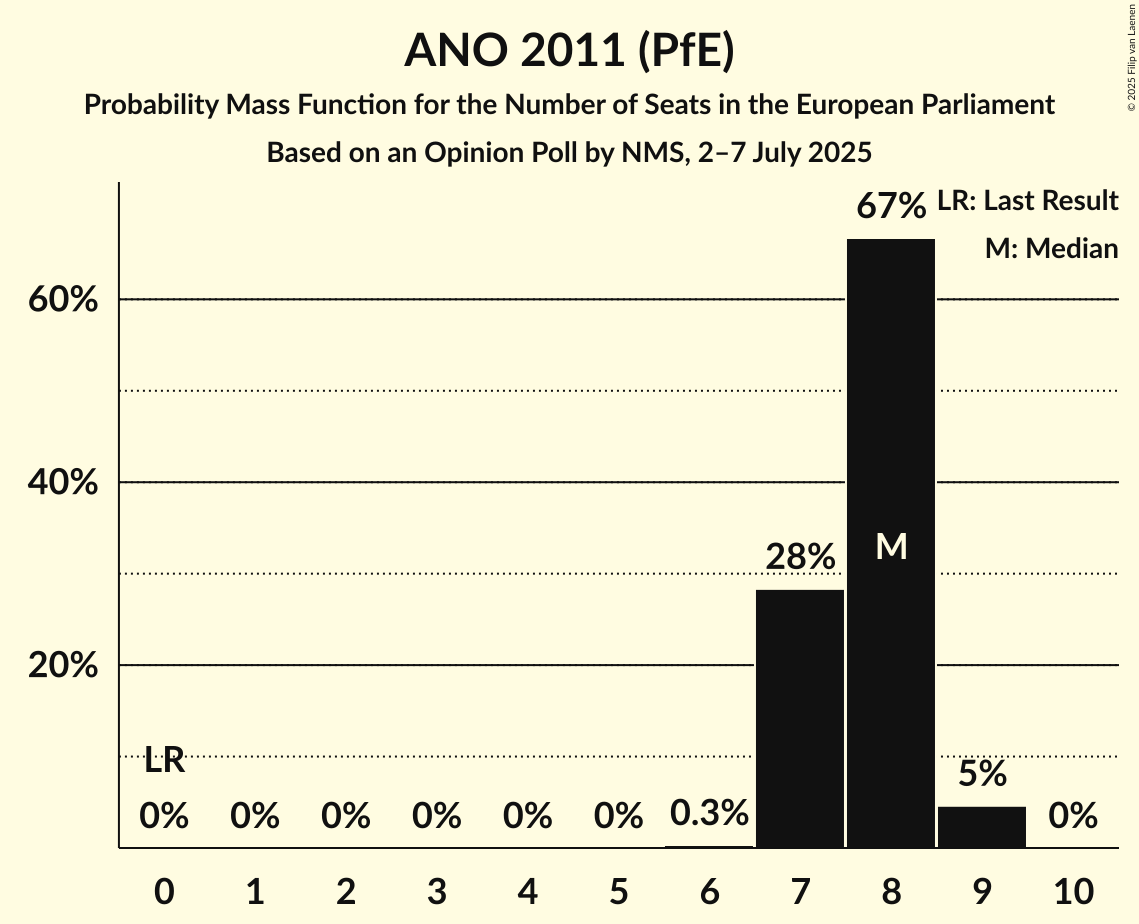 ANO 2011 (PfE)
Probability Mass Function for the Number of Seats in the European Parliament
Based on an Opinion Poll by NMS, 2–7 July 2025
© 2025 Filip van Laenen
LR: Last Result
M: Median
60%
40%
20%
LR
0% 0% 0% 0% 0% 0% 0.3% 28% 67% 5% 0%
M
0 1 2 3 4 5 6 7 8 9 10